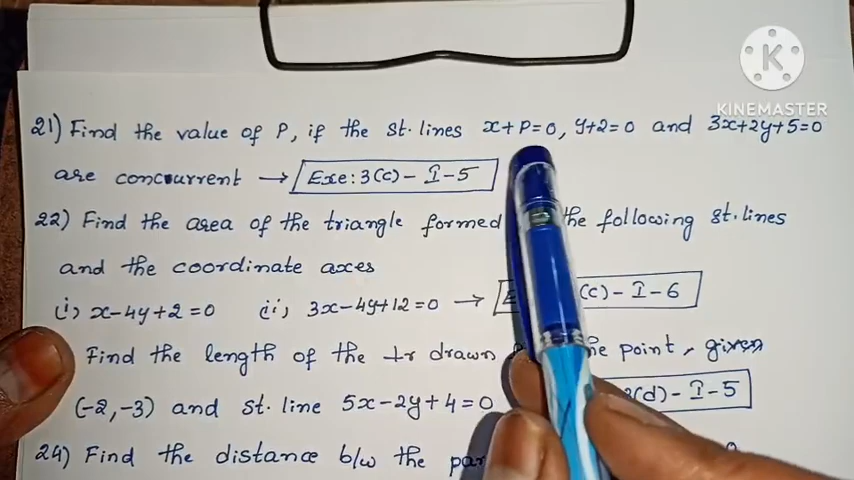 K
KINEMASTER
21) Find the value of P, if the st. lines x+P=0, y+2=0 and 3x+2y+5=0
are concurrent → Exe: 3(c) - I - 5
22) Find the area of the triangle formed the following st. lines
and the coordinate axes
(i) x-4y+2=0 (ii) 3x-4y+12=0 → (c) - I - 6
Find the length of the ⊥r drawn the point, given
(-2,-3) and st. line 5x-2y+4=0 (d) - I - 5
24) Find the distance b/w the